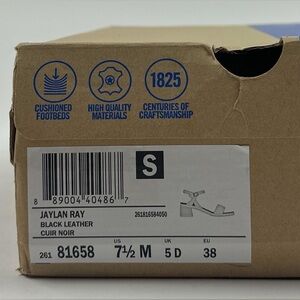 1825
CUSHIONED FOOTBEDS
HIGH QUALITY MATERIALS
CENTURIES OF CRAFTSMANSHIP
S
8 89004 40486 7
261816584050
JAYLAN RAY
BLACK LEATHER
CUIR NOIR
US UK EU
261 81658 7½ M 5 D 38